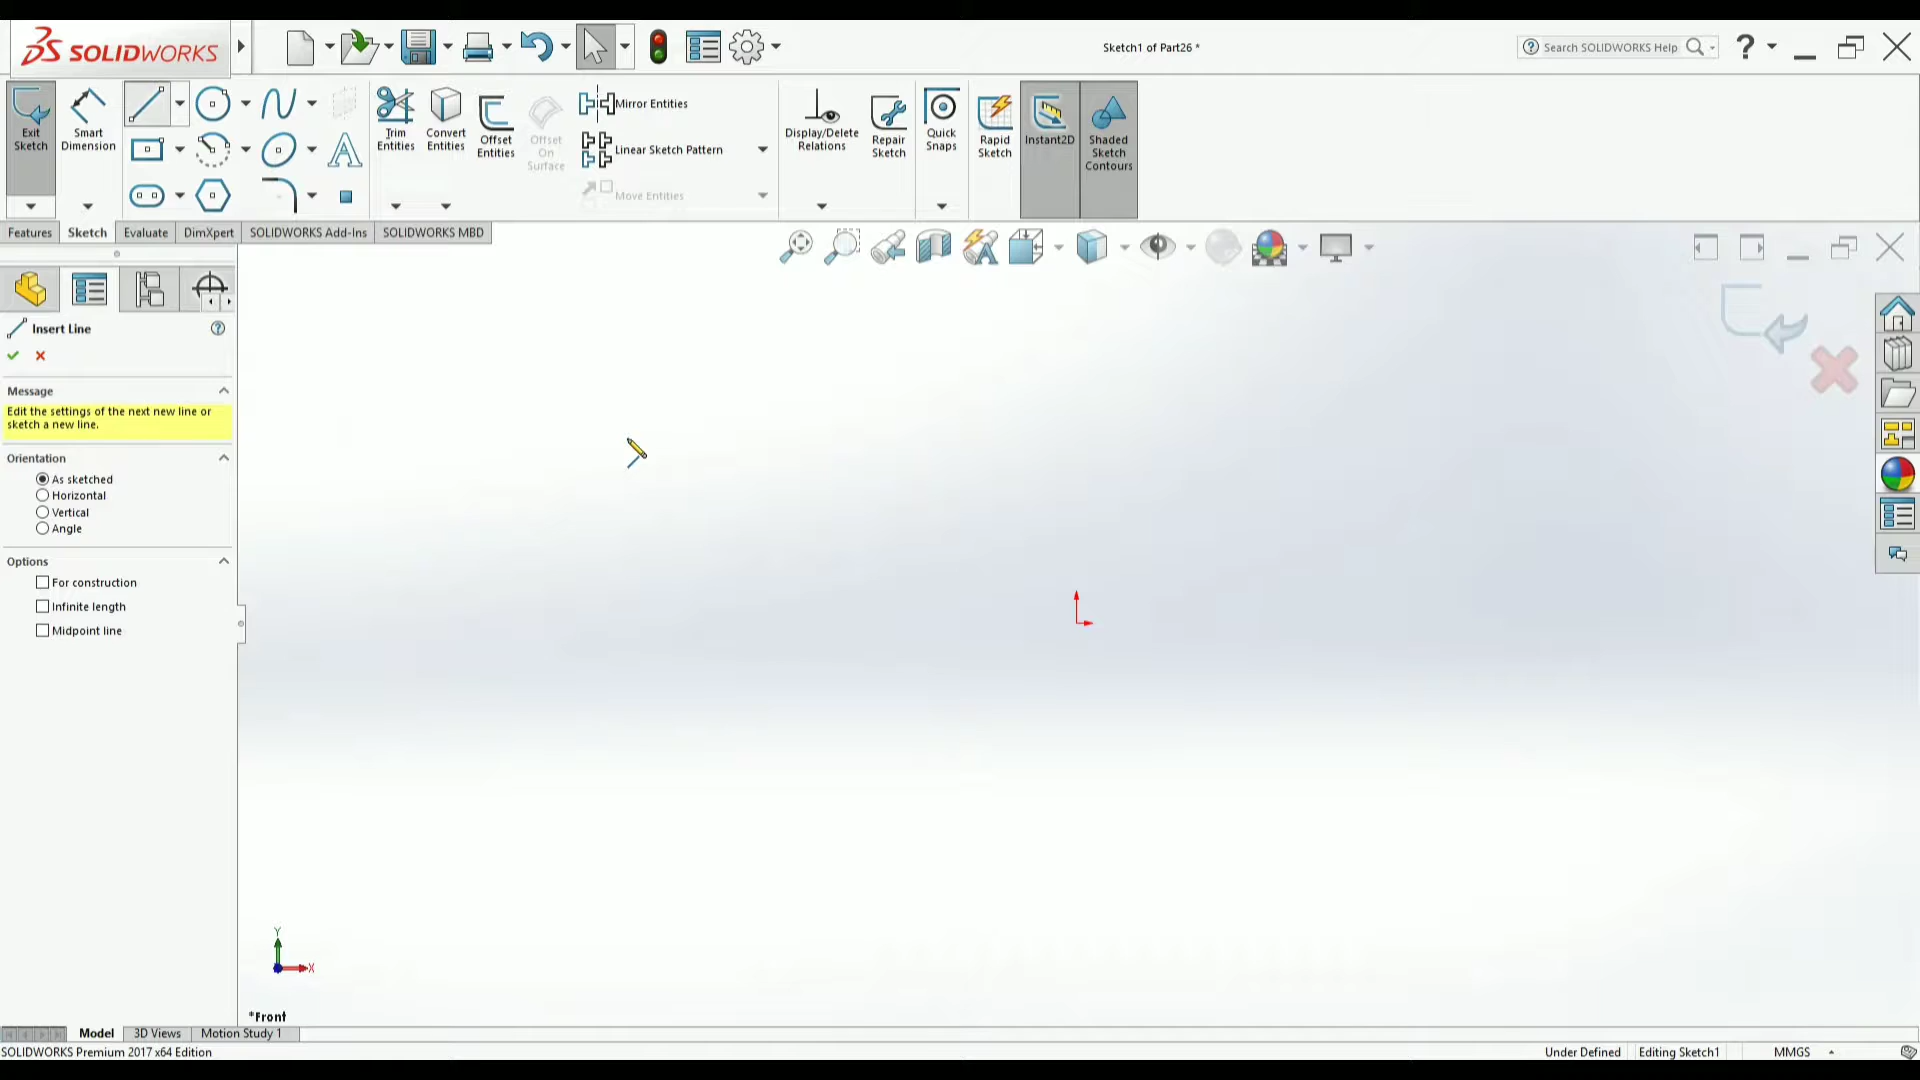 SOLIDWORKS
Sketch1 of Part26 *
Search SOLIDWORKS Help
?
Exit
Sketch
Smart
Dimension
Trim
Entities
Convert
Entities
Offset
Entities
Offset
On
Surface
Mirror Entities
Linear Sketch Pattern
Move Entities
Display/Delete
Relations
Repair
Sketch
Quick
Snaps
Rapid
Sketch
Instant2D
Shaded
Sketch
Contours
Features
Sketch
Evaluate
DimXpert
SOLIDWORKS Add-Ins
SOLIDWORKS MBD
Insert Line
?
Message
Edit the settings of the next new line or
sketch a new line.
Orientation
As sketched
Horizontal
Vertical
Angle
Options
For construction
Infinite length
Midpoint line
Y
X
*Front
Model
3D Views
Motion Study 1
SOLIDWORKS Premium 2017 x64 Edition
Under Defined
Editing Sketch1
MMGS